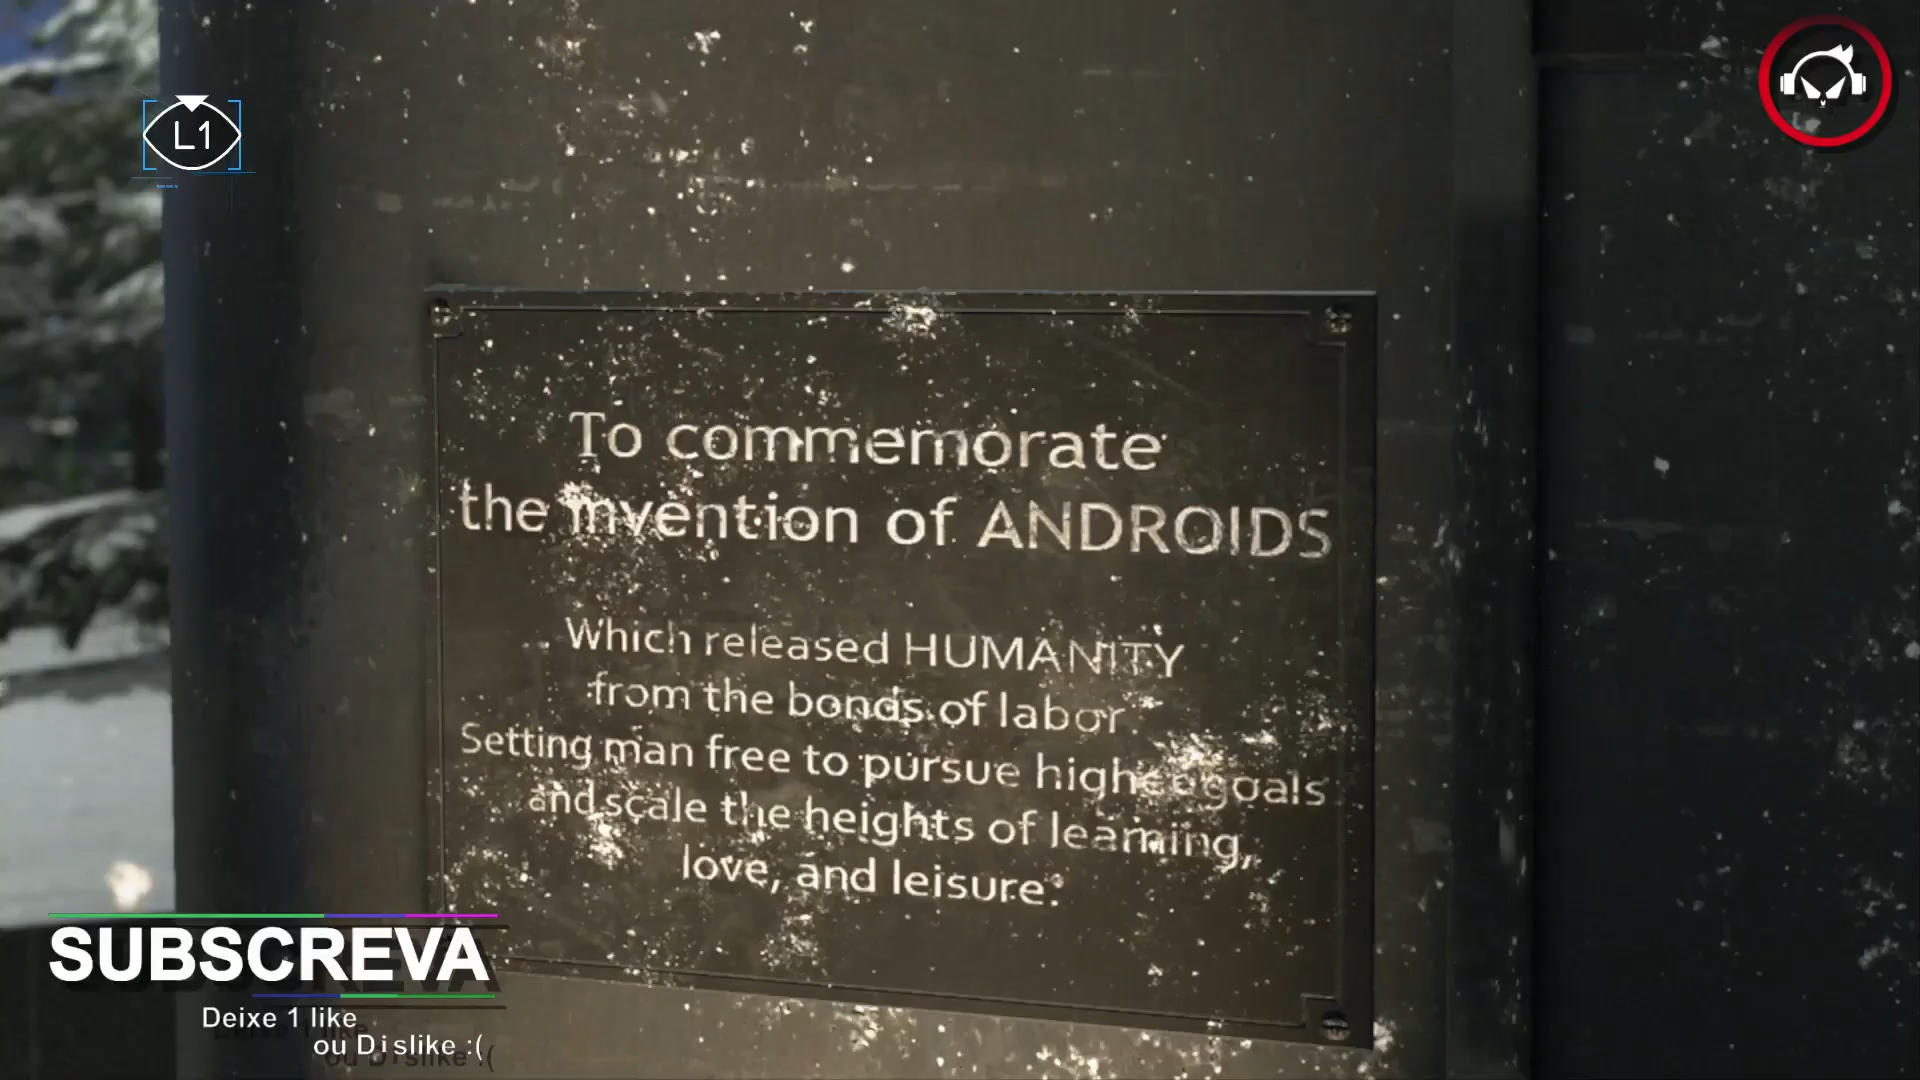 L1
To commemorate
the invention of ANDROIDS
Which released HUMANITY
from the bonds of labor.
Setting man free to pursue higher goals
and scale the heights of learning,
love, and leisure.
SUBSCREVA
Deixe 1 like
ou Dislike :(